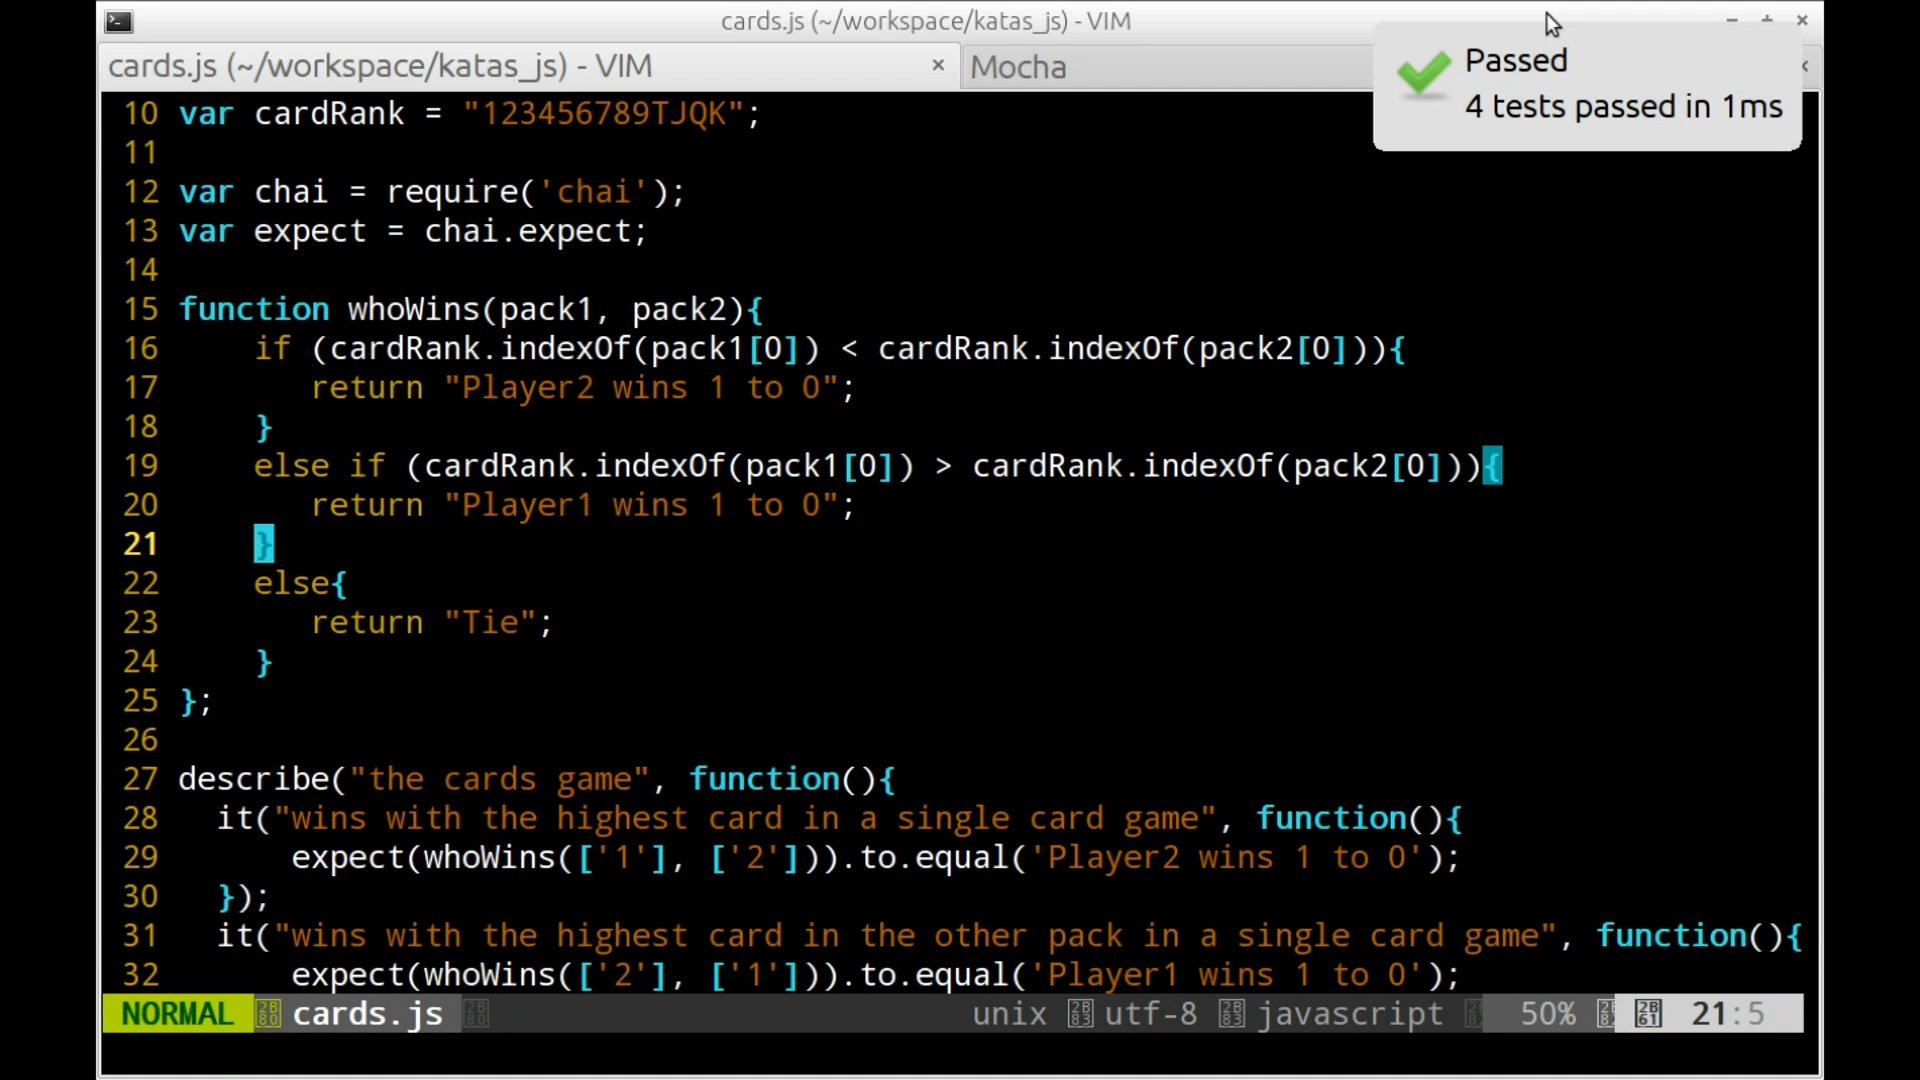 cards.js (~/workspace/katas_js) - VIM
cards.js (~/workspace/katas_js) - VIM
Mocha
Passed
4 tests passed in 1ms
10 var cardRank = "123456789TJQK";
11
12 var chai = require('chai');
13 var expect = chai.expect;
14
15 function whoWins(pack1, pack2){
16     if (cardRank.indexOf(pack1[0]) < cardRank.indexOf(pack2[0])){
17        return "Player2 wins 1 to 0";
18     }
19     else if (cardRank.indexOf(pack1[0]) > cardRank.indexOf(pack2[0])){
20        return "Player1 wins 1 to 0";
21     }
22     else{
23        return "Tie";
24     }
25 };
26
27 describe("the cards game", function(){
28   it("wins with the highest card in a single card game", function(){
29       expect(whoWins(['1'], ['2'])).to.equal('Player2 wins 1 to 0');
30   });
31   it("wins with the highest card in the other pack in a single card game", function(){
32       expect(whoWins(['2'], ['1'])).to.equal('Player1 wins 1 to 0');
NORMAL cards.js unix utf-8 javascript 50% 21:5